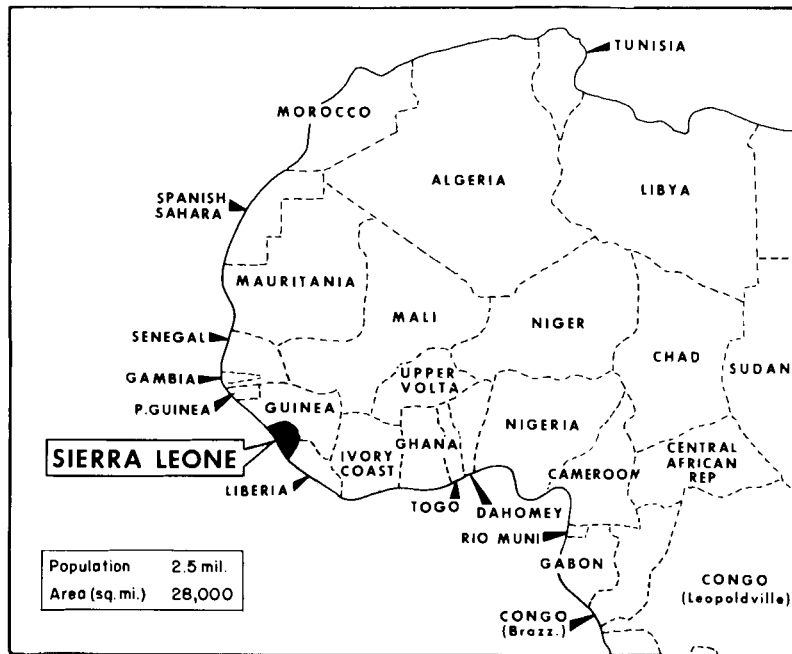 TUNISIA
MOROCCO
ALGERIA
LIBYA
SPANISH
SAHARA
MAURITANIA
MALI
NIGER
SENEGAL
CHAD
SUDAN
GAMBIA
UPPER
VOLTA
P. GUINEA
GUINEA
NIGERIA
GHANA
IVORY
COAST
SIERRA LEONE
CENTRAL
AFRICAN
REP
CAMEROON
LIBERIA
TOGO
DAHOMEY
RIO MUNI
GABON
CONGO
(Leopoldville)
CONGO
(Brazz.)
Population 2.5 mil.
Area (sq. mi.) 28,000